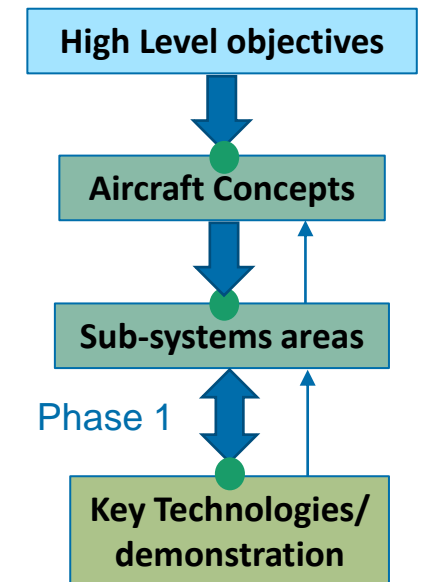 High Level objectives
Aircraft Concepts
Sub-systems areas
Phase 1
Key Technologies/
demonstration